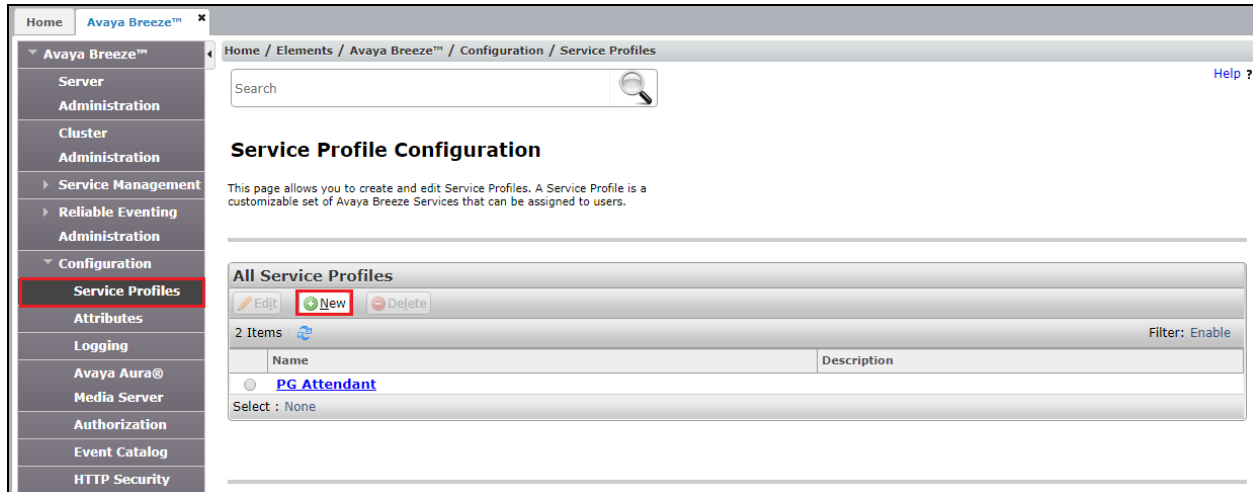 Home
Avaya Breeze™ ×
Avaya Breeze™
Server
Administration
Cluster
Administration
Service Management
Reliable Eventing
Administration
Configuration
Service Profiles
Attributes
Logging
Avaya Aura®
Media Server
Authorization
Event Catalog
HTTP Security
Home / Elements / Avaya Breeze™ / Configuration / Service Profiles
Search
Help ?
Service Profile Configuration
This page allows you to create and edit Service Profiles. A Service Profile is a
customizable set of Avaya Breeze Services that can be assigned to users.
All Service Profiles
Edit New Delete
2 Items
Filter: Enable
Name Description
PG Attendant
Select : None